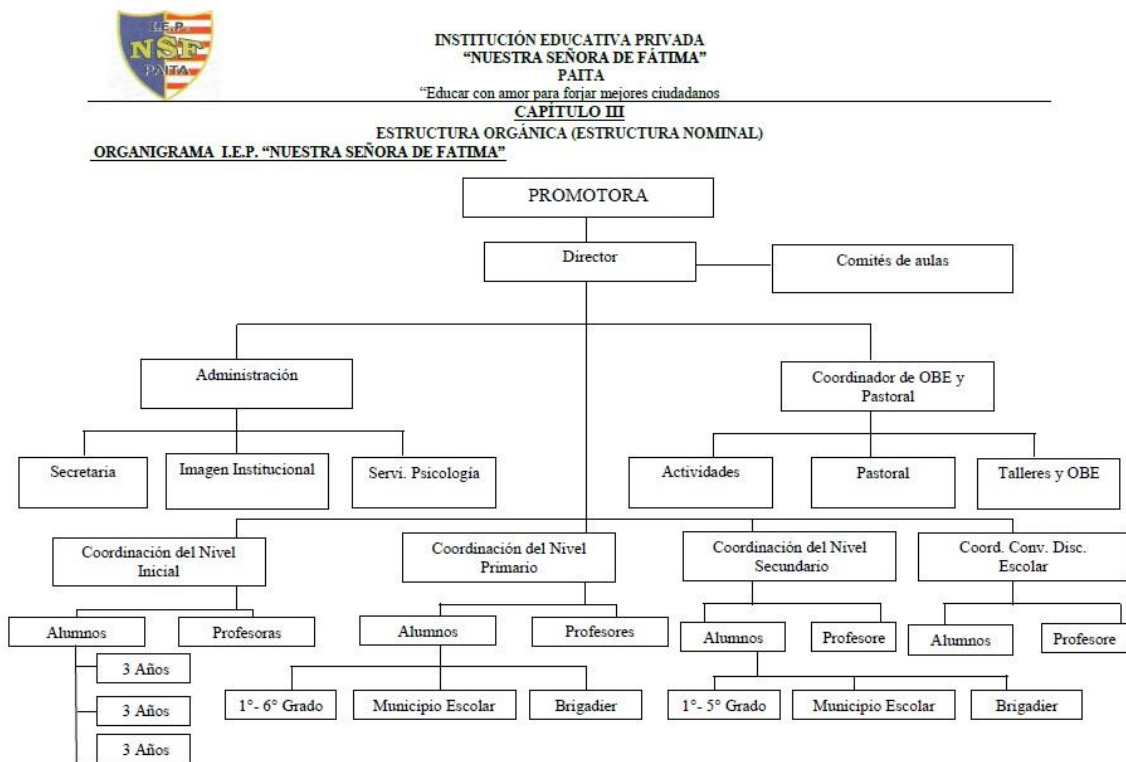 I.E.P.
NSF
PAITA
INSTITUCIÓN EDUCATIVA PRIVADA
“NUESTRA SEÑORA DE FÁTIMA”
PAITA
“Educar con amor para forjar mejores ciudadanos
CAPÍTULO III
ESTRUCTURA ORGÁNICA (ESTRUCTURA NOMINAL)
ORGANIGRAMA I.E.P. “NUESTRA SEÑORA DE FATIMA”
PROMOTORA
Director
Comités de aulas
Administración
Coordinador de OBE y
Pastoral
Secretaria
Imagen Institucional
Servi. Psicología
Actividades
Pastoral
Talleres y OBE
Coordinación del Nivel
Inicial
Coordinación del Nivel
Primario
Coordinación del Nivel
Secundario
Coord. Conv. Disc.
Escolar
Alumnos
Profesoras
Alumnos
Profesores
Alumnos
Profesore
Alumnos
Profesore
3 Años
3 Años
3 Años
1°- 6° Grado
Municipio Escolar
Brigadier
1°- 5° Grado
Municipio Escolar
Brigadier